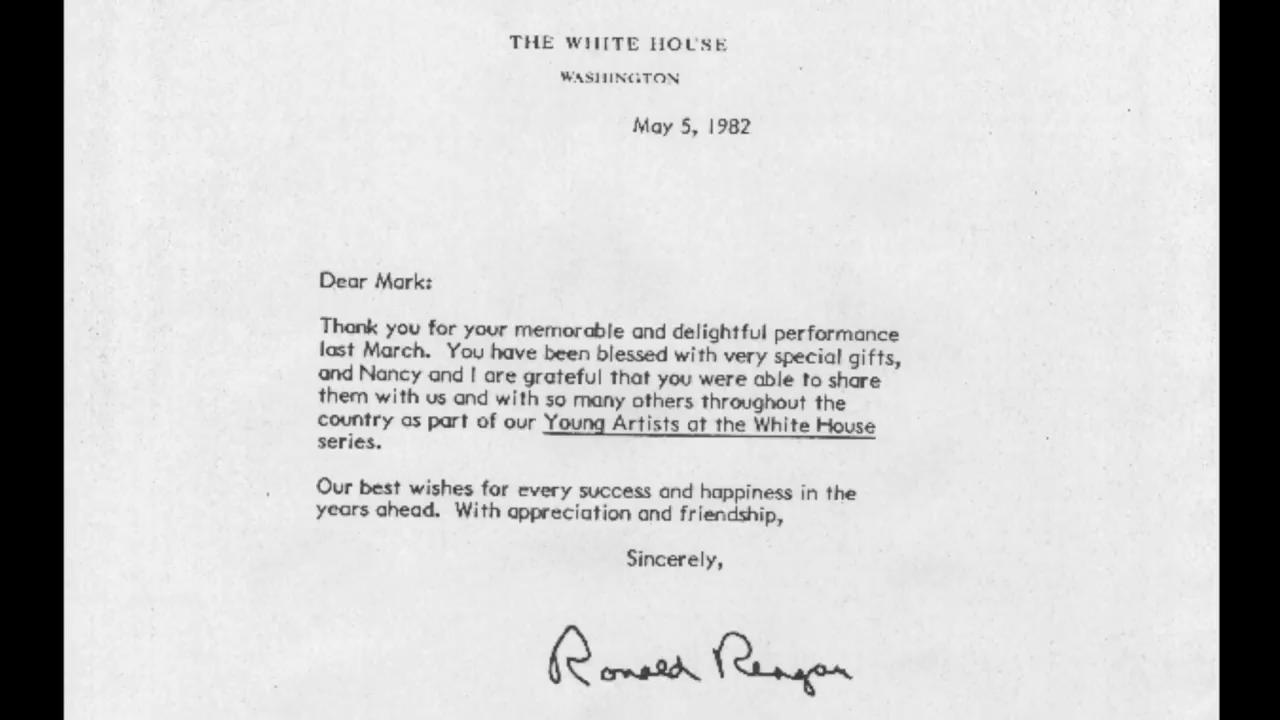 THE WHITE HOUSE
WASHINGTON
May 5, 1982
Dear Mark:
Thank you for your memorable and delightful performance
last March. You have been blessed with very special gifts,
and Nancy and I are grateful that you were able to share
them with us and with so many others throughout the
country as part of our Young Artists at the White House
series.
Our best wishes for every success and happiness in the
years ahead. With appreciation and friendship,
Sincerely,
Ronald Reagan